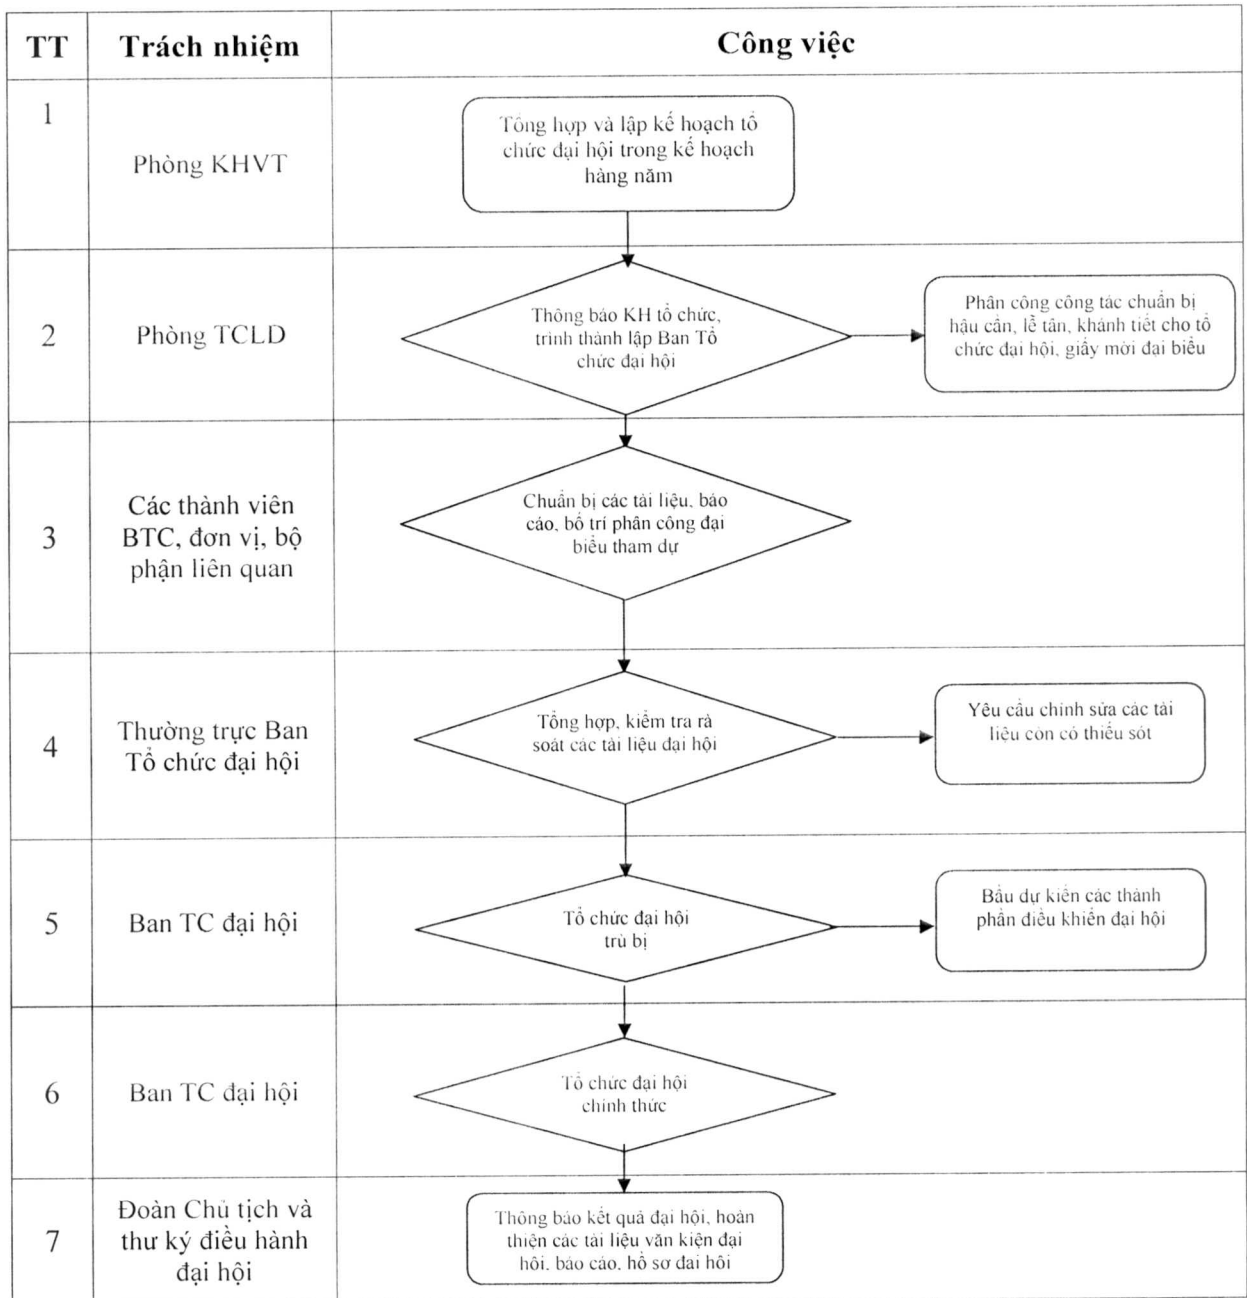 TT Trách nhiệm Công việc
1
Phòng KHVT
Tổng hợp và lập kế hoạch tổ
chức đại hội trong kế hoạch
hàng năm
2
Phòng TCLD
Thông báo KH tổ chức,
trình thành lập Ban Tổ
chức đại hội
Phân công công tác chuẩn bị
hậu cần, lễ tân, khánh tiết cho tổ
chức đại hội, giấy mời đại biểu
3
Các thành viên
BTC, đơn vị, bộ
phận liên quan
Chuẩn bị các tài liệu, báo
cáo, bố trí phân công đại
biểu tham dự
4
Thường trực Ban
Tổ chức đại hội
Tổng hợp, kiểm tra rà
soát các tài liệu đại hội
Yêu cầu chỉnh sửa các tài
liệu còn có thiếu sót
5
Ban TC đại hội
Tổ chức đại hội
trù bị
Bầu dự kiến các thành
phần điều khiển đại hội
6
Ban TC đại hội
Tổ chức đại hội
chính thức
7
Đoàn Chủ tịch và
thư ký điều hành
đại hội
Thông báo kết quả đại hội, hoàn
thiện các tài liệu văn kiện đại
hội, báo cáo, hồ sơ đại hội